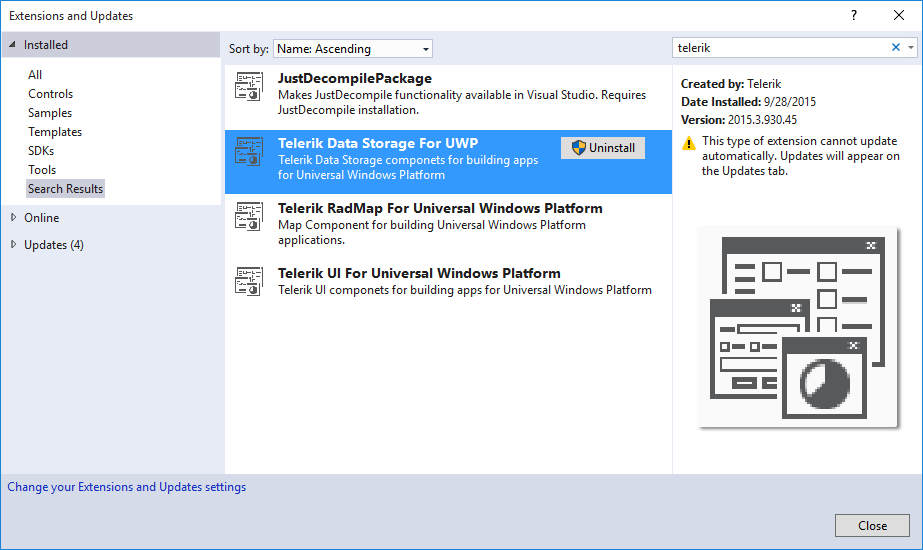 Extensions and Updates
?
Installed
All
Controls
Samples
Templates
SDKs
Tools
Search Results
Online
Updates (4)
Sort by: Name: Ascending
JustDecompilePackage
Makes JustDecompile functionality available in Visual Studio. Requires
JustDecompile installation.
Telerik Data Storage For UWP
Uninstall
Telerik Data Storage componets for building apps
for Universal Windows Platform
Telerik RadMap For Universal Windows Platform
Map Component for building Universal Windows Platform
applications.
Telerik UI For Universal Windows Platform
Telerik UI componets for building apps for Universal Windows Platform
telerik
Created by: Telerik
Date Installed: 9/28/2015
Version: 2015.3.930.45
This type of extension cannot update
automatically. Updates will appear on
the Updates tab.
Change your Extensions and Updates settings
Close